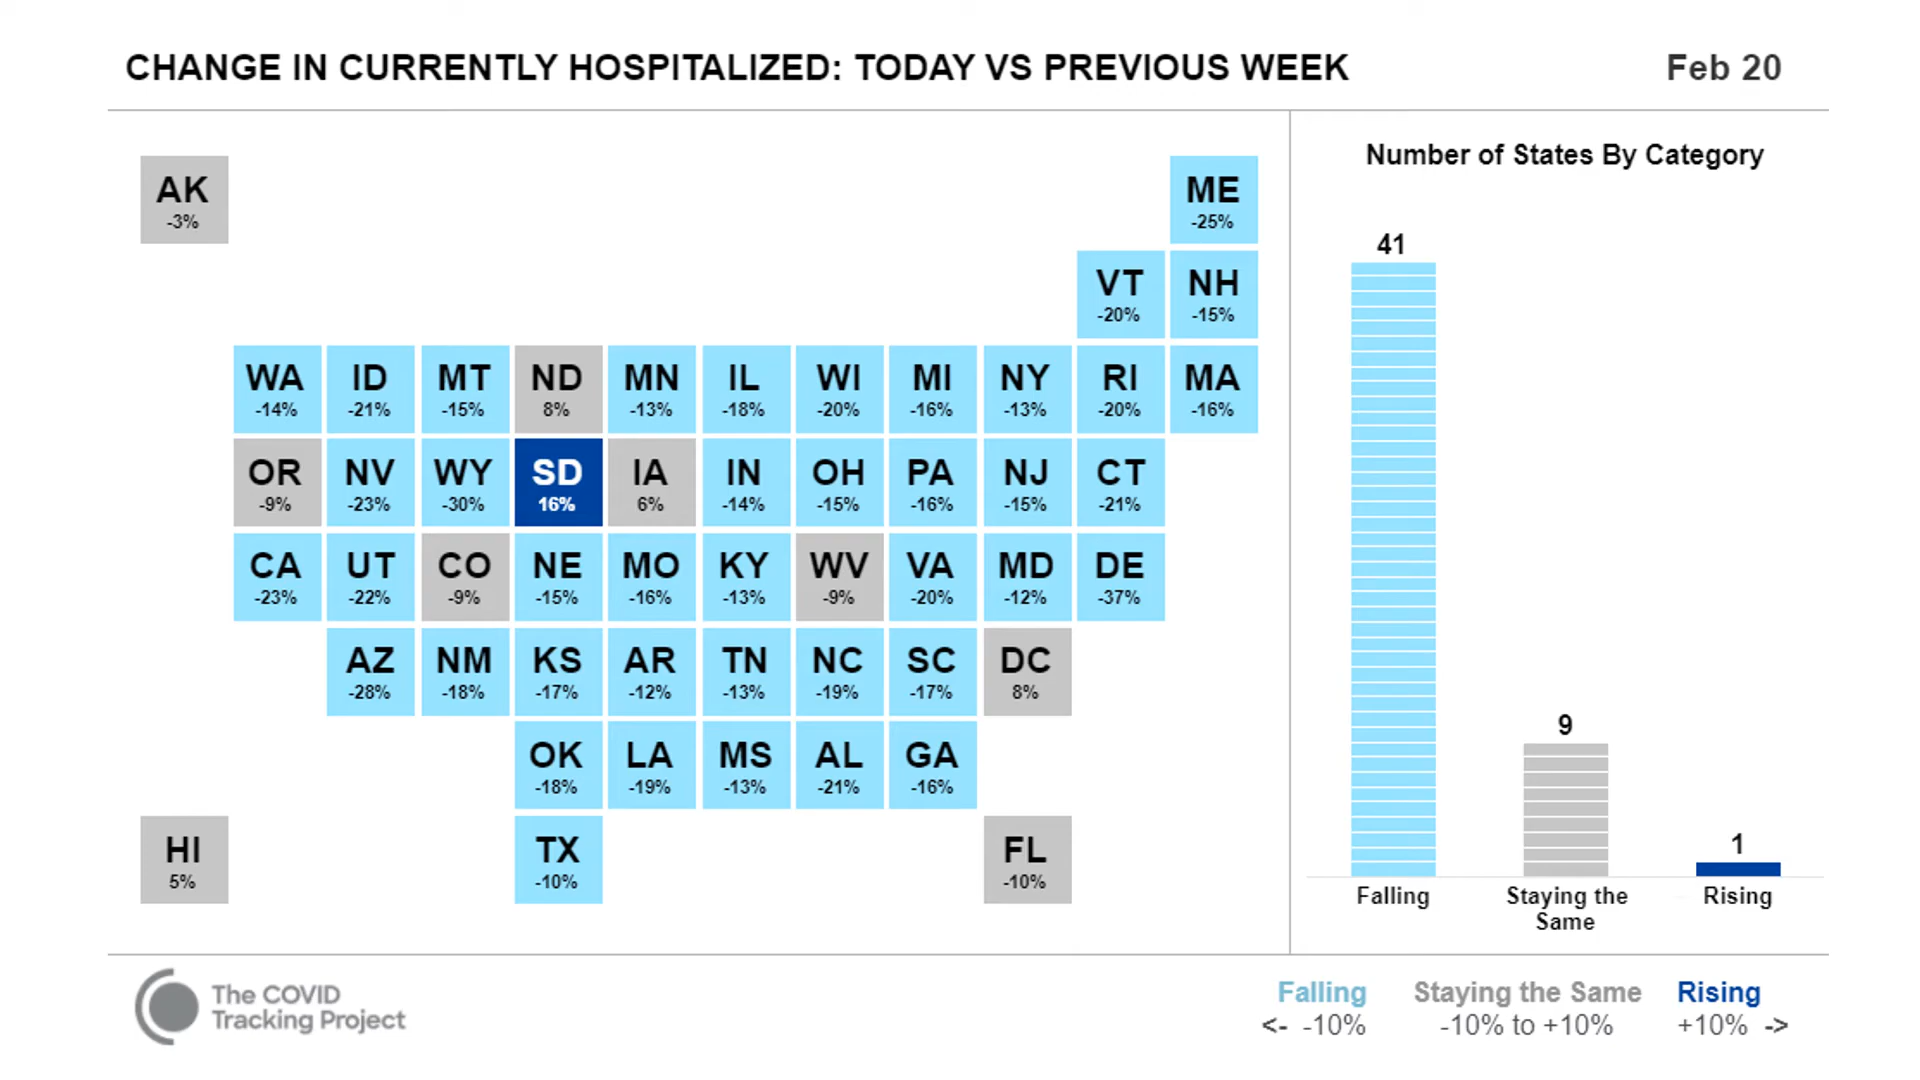 CHANGE IN CURRENTLY HOSPITALIZED: TODAY VS PREVIOUS WEEK
Feb 20
AK
-3%
ME
-25%
VT
-20%
NH
-15%
WA
-14%
ID
-21%
MT
-15%
ND
8%
MN
-13%
IL
-18%
WI
-20%
MI
-16%
NY
-13%
RI
-20%
MA
-16%
OR
-9%
NV
-23%
WY
-30%
SD
16%
IA
6%
IN
-14%
OH
-15%
PA
-16%
NJ
-15%
CT
-21%
CA
-23%
UT
-22%
CO
-9%
NE
-15%
MO
-16%
KY
-13%
WV
-9%
VA
-20%
MD
-12%
DE
-37%
AZ
-28%
NM
-18%
KS
-17%
AR
-12%
TN
-13%
NC
-19%
SC
-17%
DC
8%
OK
-18%
LA
-19%
MS
-13%
AL
-21%
GA
-16%
HI
5%
TX
-10%
FL
-10%
Number of States By Category
41
9
1
Falling
Staying the
Same
Rising
The COVID
Tracking Project
Falling
<- -10%
Staying the Same
-10% to +10%
Rising
+10% ->